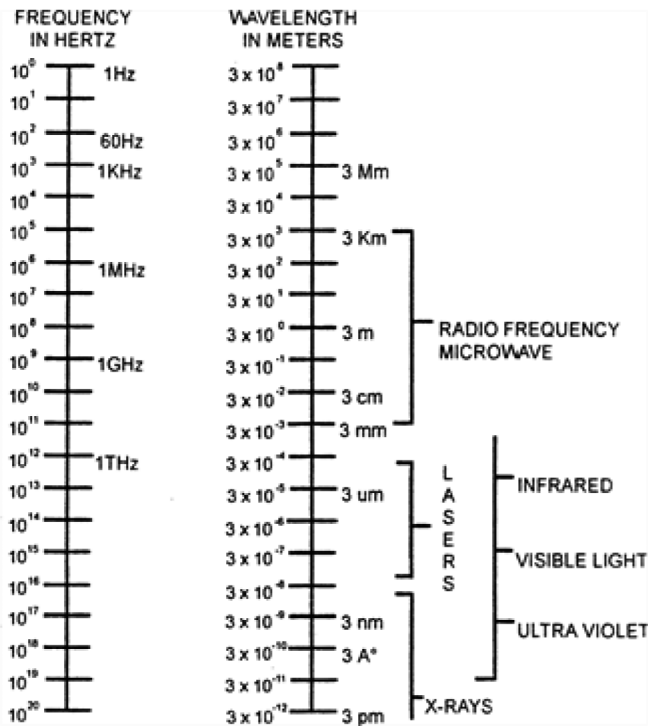 FREQUENCY
IN HERTZ
WAVELENGTH
IN METERS
10⁰ 1Hz 3 x 10⁸
10¹ 3 x 10⁷
10² 60Hz 3 x 10⁶
10³ 1KHz 3 x 10⁵ 3 Mm
10⁴ 3 x 10⁴
10⁵ 3 x 10³ 3 Km
10⁶ 1MHz 3 x 10²
10⁷ 3 x 10¹
10⁸ 3 x 10⁰ 3 m
10⁹ 1GHz 3 x 10⁻¹
10¹⁰ 3 x 10⁻² 3 cm
10¹¹ 3 x 10⁻³ 3 mm
10¹² 1THz 3 x 10⁻⁴
10¹³ 3 x 10⁻⁵ 3 um
10¹⁴ 3 x 10⁻⁶
10¹⁵ 3 x 10⁻⁷
10¹⁶ 3 x 10⁻⁸
10¹⁷ 3 x 10⁻⁹ 3 nm
10¹⁸ 3 x 10⁻¹⁰ 3 A°
10¹⁹ 3 x 10⁻¹¹
10²⁰ 3 x 10⁻¹² 3 pm
RADIO FREQUENCY
MICROWAVE
LASERS
INFRARED
VISIBLE LIGHT
ULTRA VIOLET
X-RAYS